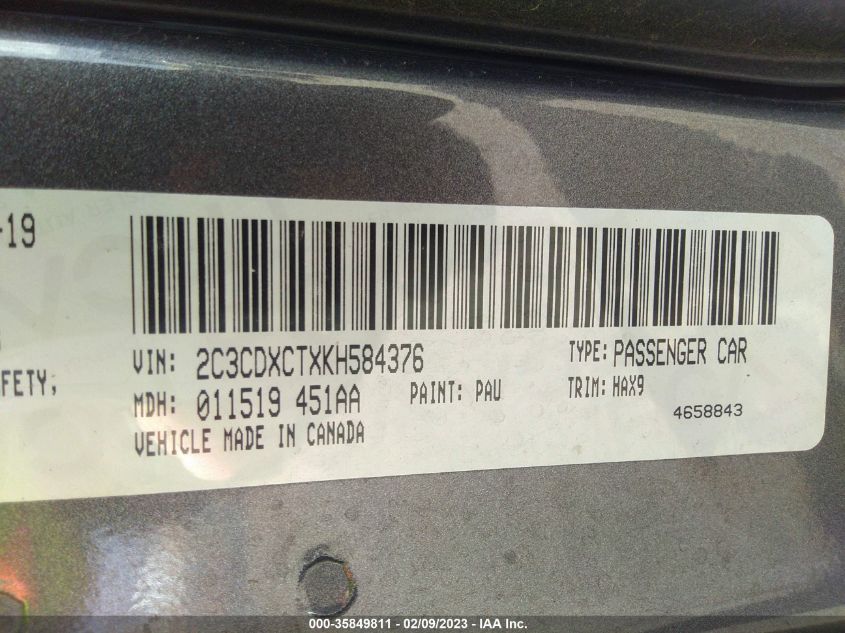 -19
VIN: 2C3CDXCTXKH584376
TYPE: PASSENGER CAR
FETY;
MDH: 011519 451AA
PAINT: PAU
TRIM: HAX9
4658843
VEHICLE MADE IN CANADA
000-35849811 - 02/09/2023 - IAA Inc.